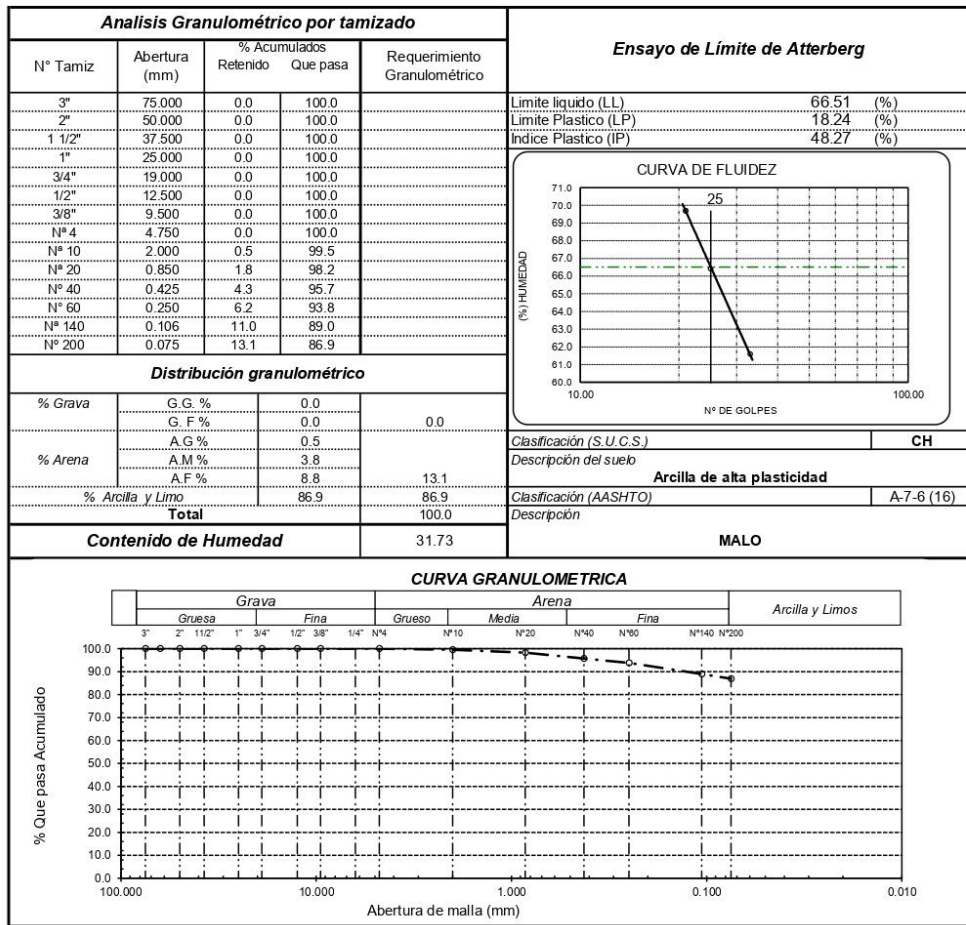 Analisis Granulométrico por tamizado
N° Tamiz Abertura (mm) % Acumulados Retenido Que pasa Requerimiento Granulométrico
3" 75.000 0.0 100.0
2" 50.000 0.0 100.0
1 1/2" 37.500 0.0 100.0
1" 25.000 0.0 100.0
3/4" 19.000 0.0 100.0
1/2" 12.500 0.0 100.0
3/8" 9.500 0.0 100.0
Nª 4 4.750 0.0 100.0
Nª 10 2.000 0.5 99.5
Nª 20 0.850 1.8 98.2
Nº 40 0.425 4.3 95.7
N° 60 0.250 6.2 93.8
Nª 140 0.106 11.0 89.0
Nº 200 0.075 13.1 86.9
Distribución granulométrico
% Grava G.G. % 0.0
G. F % 0.0 0.0
A.G % 0.5
% Arena A.M % 3.8
A.F % 8.8 13.1
% Arcilla y Limo 86.9 86.9
Total 100.0
Contenido de Humedad 31.73
Ensayo de Límite de Atterberg
Limite liquido (LL) 66.51 (%)
Limite Plastico (LP) 18.24 (%)
Indice Plastico (IP) 48.27 (%)
CURVA DE FLUIDEZ
25
71.0
70.0
69.0
68.0
67.0
66.0
65.0
64.0
63.0
62.0
61.0
60.0
(%) HUMEDAD
10.00 100.00
Nº DE GOLPES
Clasificación (S.U.C.S.) CH
Descripción del suelo
Arcilla de alta plasticidad
Clasificación (AASHTO) A-7-6 (16)
Descripción
MALO
CURVA GRANULOMETRICA
Grava Arena Arcilla y Limos
Gruesa Fina Grueso Media Fina
3" 2" 11/2" 1" 3/4" 1/2" 3/8" 1/4" N°4 N°10 N°20 N°40 N°60 N°140 N°200
100.0
90.0
80.0
70.0
60.0
50.0
40.0
30.0
20.0
10.0
0.0
% Que pasa Acumulado
100.000 10.000 1.000 0.100 0.010
Abertura de malla (mm)